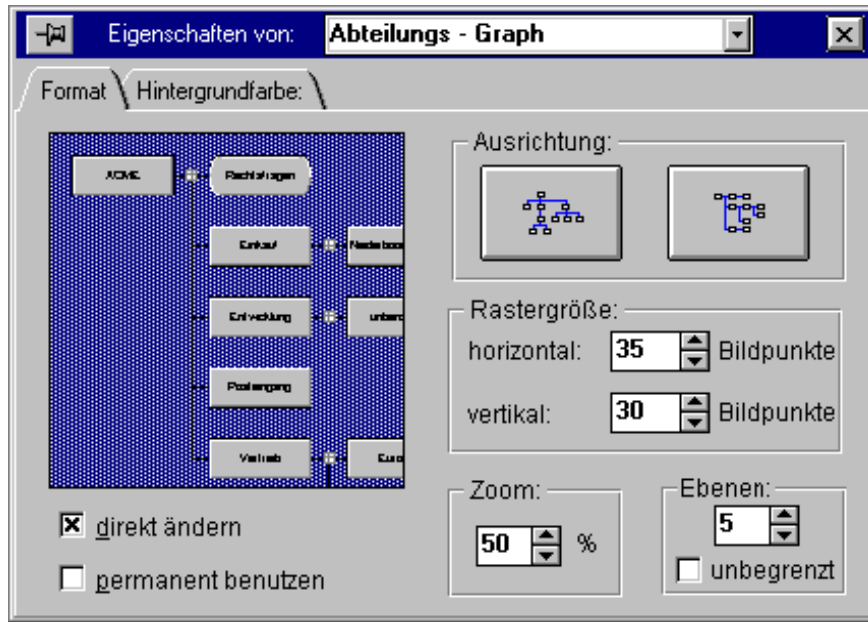 Eigenschaften von: Abteilungs - Graph
Format Hintergrundfarbe:
ACME
Rechtsfragen
Einkauf
Entwicklung
Posteingang
Vertrieb
Euro
direkt ändern
permanent benutzen
Ausrichtung:
Rastergröße:
horizontal: 35 Bildpunkte
vertikal: 30 Bildpunkte
Zoom:
50 %
Ebenen:
5
unbegrenzt